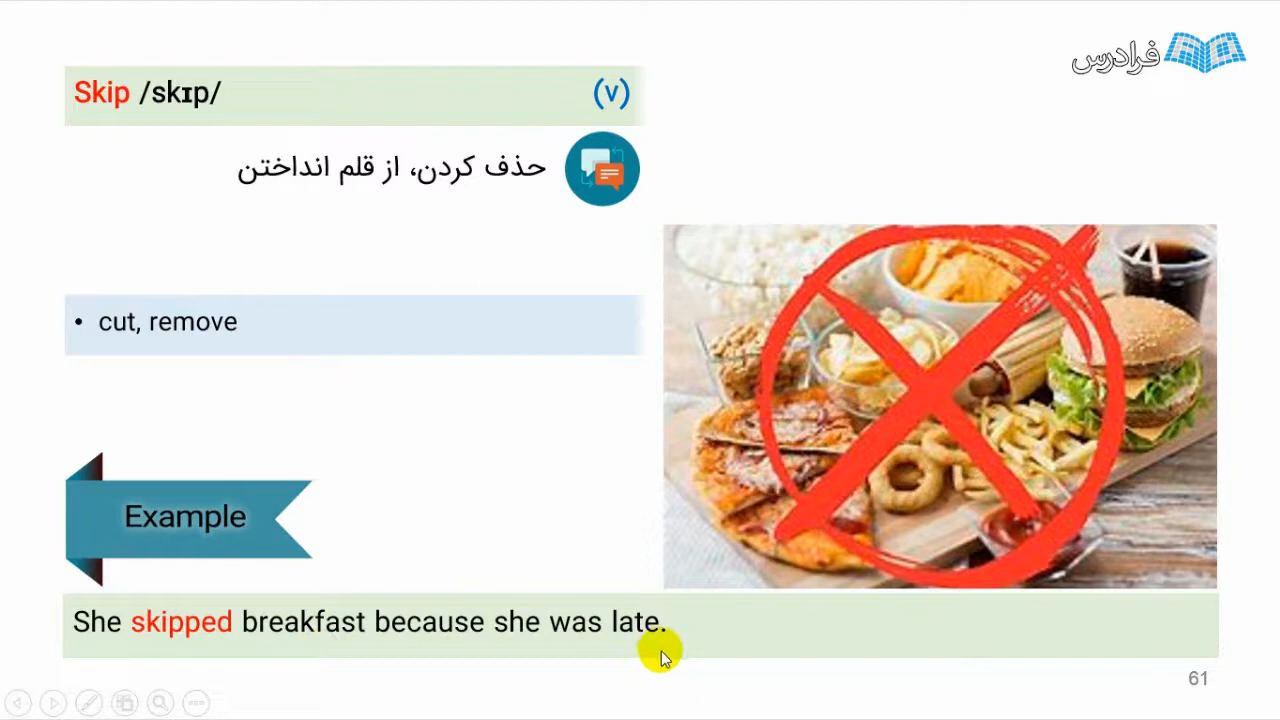 فرادرس
Skip /skɪp/ (v)
حذف کردن، از قلم انداختن
• cut, remove
Example
She skipped breakfast because she was late.
61